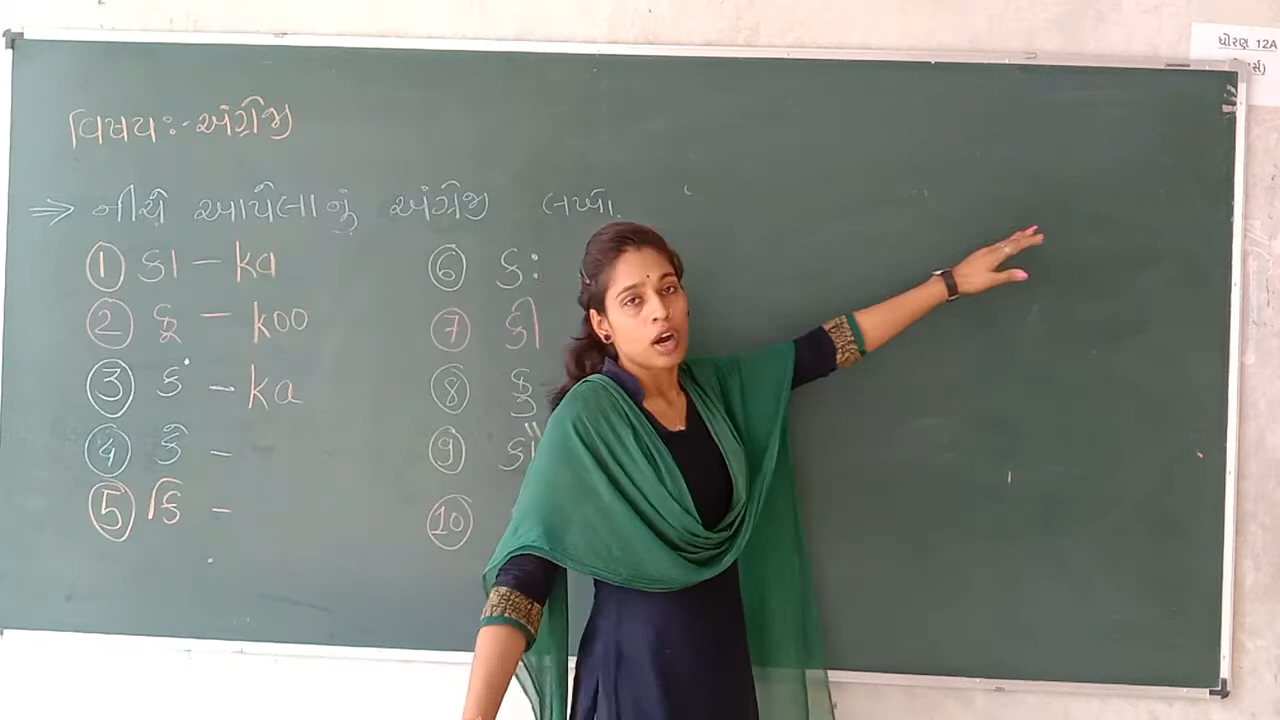 ધોરણ 12A
વિષય:- અંગ્રેજી
⇒ નીચે આપેલાનું અંગ્રેજી લખો.
① કા - ka
② કૂ - koo
③ કં - ka
④ કે -
⑤ કિ -
⑥ ક:
⑦ કી
⑧ કુ
⑨
⑩